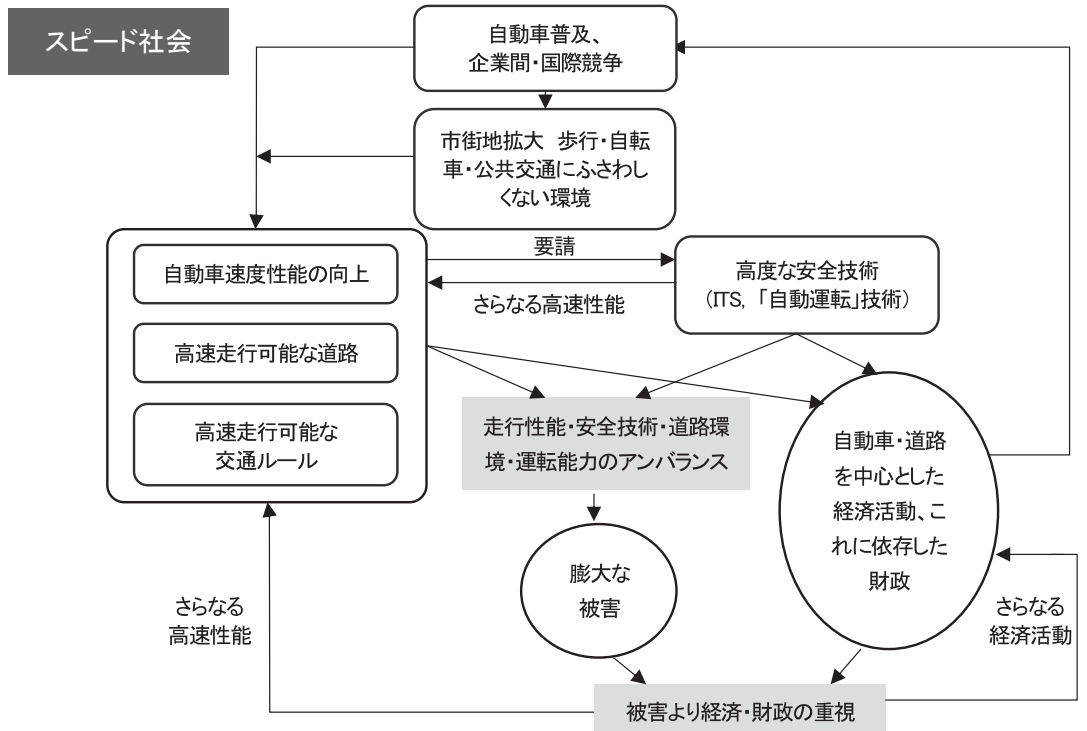 スピード社会
自動車普及、
企業間・国際競争
市街地拡大 歩行・自転
車・公共交通にふさわし
くない環境
自動車速度性能の向上
高速走行可能な道路
高速走行可能な
交通ルール
要請
さらなる高速性能
高度な安全技術
(ITS, 「自動運転」技術)
走行性能・安全技術・道路環
境・運転能力のアンバランス
自動車・道路
を中心とした
経済活動、こ
れに依存した
財政
膨大な
被害
さらなる
高速性能
さらなる
経済活動
被害より経済・財政の重視